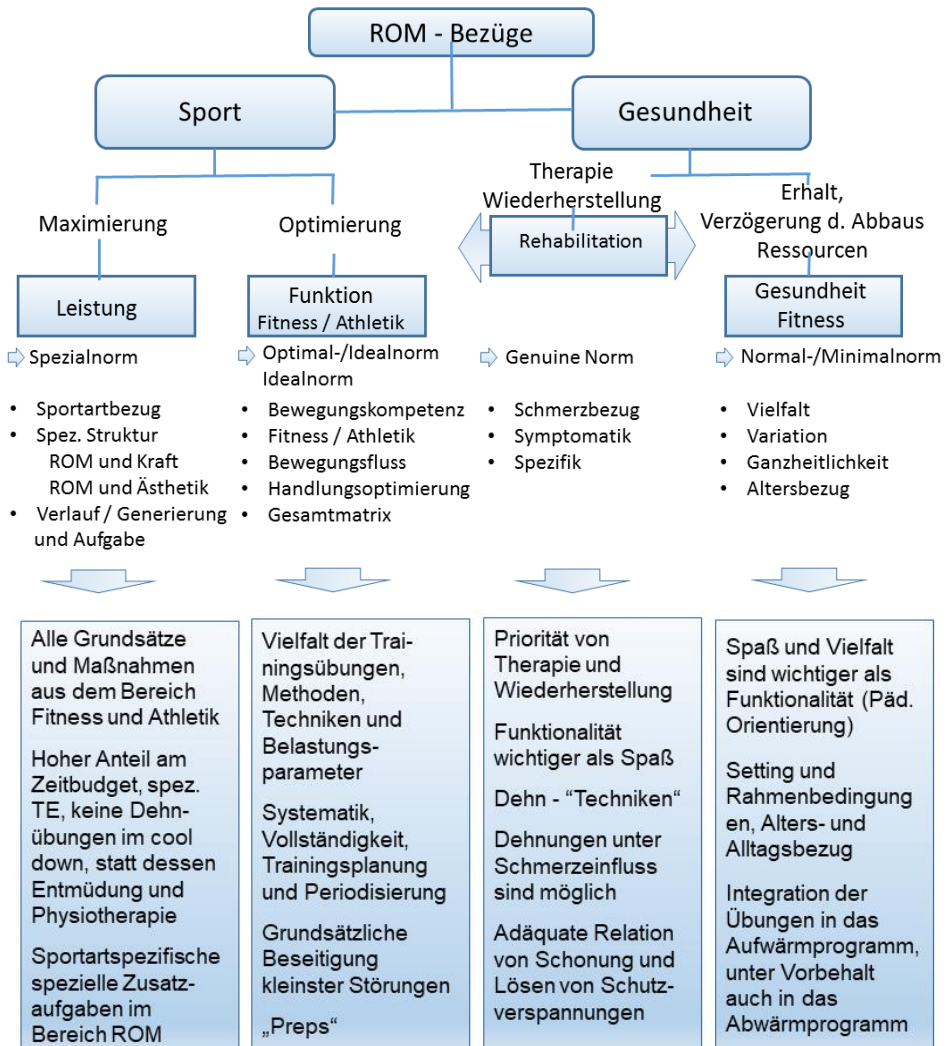 ROM - Bezüge
Sport
Gesundheit
Maximierung
Leistung
Spezialnorm
• Sportartbezug
• Spez. Struktur
ROM und Kraft
ROM und Ästhetik
• Verlauf / Generierung
und Aufgabe
Alle Grundsätze
und Maßnahmen
aus dem Bereich
Fitness und Athletik
Hoher Anteil am
Zeitbudget, spez.
TE, keine Dehn-
übungen im cool
down, statt dessen
Entmüdung und
Physiotherapie
Sportartspezifische
spezielle Zusatz-
aufgaben im
Bereich ROM
Optimierung
Funktion
Fitness / Athletik
Optimal-/Idealnorm
Idealnorm
• Bewegungskompetenz
• Fitness / Athletik
• Bewegungsfluss
• Handlungsoptimierung
• Gesamtmatrix
Vielfalt der Trai-
ningsübungen,
Methoden,
Techniken und
Belastungs-
parameter
Systematik,
Vollständigkeit,
Trainingsplanung
und Periodisierung
Grundsätzliche
Beseitigung
kleinster Störungen
„Preps“
Therapie
Wiederherstellung
Rehabilitation
Genuine Norm
• Schmerzbezug
• Symptomatik
• Spezifik
Priorität von
Therapie und
Wiederherstellung
Funktionalität
wichtiger als Spaß
Dehn - “Techniken“
Dehnungen unter
Schmerzeinfluss
sind möglich
Adäquate Relation
von Schonung und
Lösen von Schutz-
verspannungen
Erhalt,
Verzögerung d. Abbaus
Ressourcen
Gesundheit
Fitness
Normal-/Minimalnorm
• Vielfalt
• Variation
• Ganzheitlichkeit
• Altersbezug
Spaß und Vielfalt
sind wichtiger als
Funktionalität (Päd.
Orientierung)
Setting und
Rahmenbedingung
en, Alters- und
Alltagsbezug
Integration der
Übungen in das
Aufwärmprogramm,
unter Vorbehalt
auch in das
Abwärmprogramm